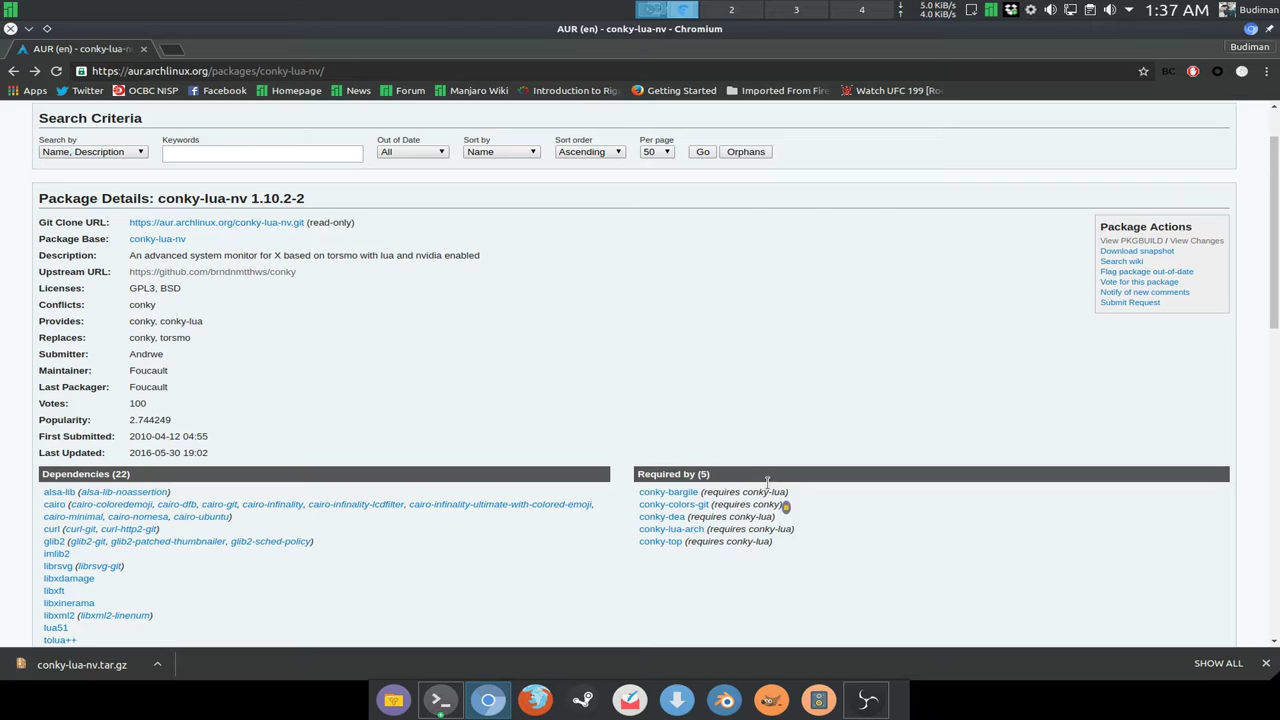 2 3 4 5.0 KiB/s 4.0 KiB/s 1:37 AM Budiman
AUR (en) - conky-lua-nv - Chromium
AUR (en) - conky-lua-n Budiman
https://aur.archlinux.org/packages/conky-lua-nv/ BC
Apps Twitter OCBC NISP Facebook Homepage News Forum Manjaro Wiki Introduction to Rig Getting Started Imported From Fire Watch UFC 199 [Ro
Search Criteria
Search by Keywords Out of Date Sort by Sort order Per page
Name, Description All Name Ascending 50 Go Orphans
Package Details: conky-lua-nv 1.10.2-2
Git Clone URL: https://aur.archlinux.org/conky-lua-nv.git (read-only)
Package Base: conky-lua-nv
Description: An advanced system monitor for X based on torsmo with lua and nvidia enabled
Upstream URL: https://github.com/brndnmtthws/conky
Licenses: GPL3, BSD
Conflicts: conky
Provides: conky, conky-lua
Replaces: conky, torsmo
Submitter: Andrwe
Maintainer: Foucault
Last Packager: Foucault
Votes: 100
Popularity: 2.744249
First Submitted: 2010-04-12 04:55
Last Updated: 2016-05-30 19:02
Package Actions
View PKGBUILD / View Changes
Download snapshot
Search wiki
Flag package out-of-date
Vote for this package
Notify of new comments
Submit Request
Dependencies (22)
alsa-lib (alsa-lib-noassertion)
cairo (cairo-coloredemoji, cairo-dfb, cairo-git, cairo-infinality, cairo-infinality-lcdfilter, cairo-infinality-ultimate-with-colored-emoji,
cairo-minimal, cairo-nomesa, cairo-ubuntu)
curl (curl-git, curl-http2-git)
glib2 (glib2-git, glib2-patched-thumbnailer, glib2-sched-policy)
imlib2
librsvg (librsvg-git)
libxdamage
libxft
libxinerama
libxml2 (libxml2-linenum)
lua51
tolua++
Required by (5)
conky-bargile (requires conky-lua)
conky-colors-git (requires conky)
conky-dea (requires conky-lua)
conky-lua-arch (requires conky-lua)
conky-top (requires conky-lua)
conky-lua-nv.tar.gz SHOW ALL